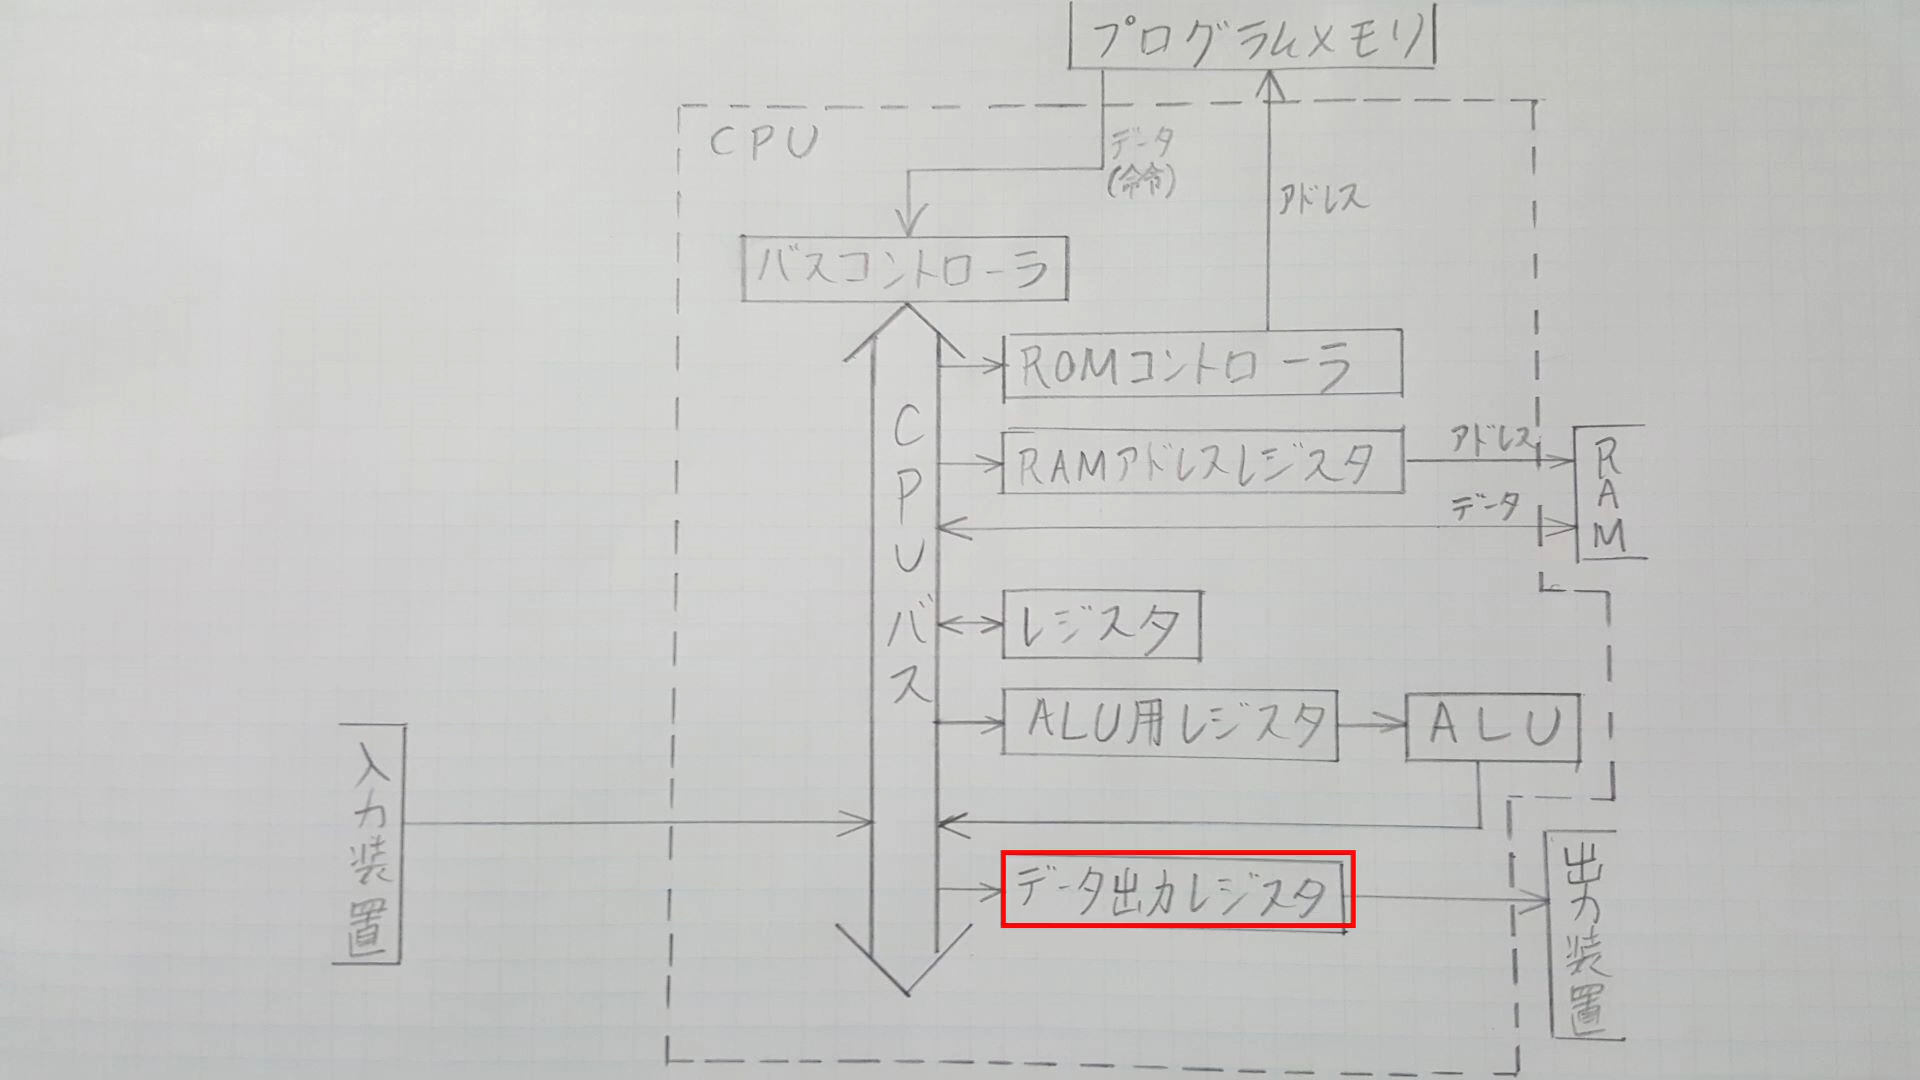 プログラムメモリ
CPU
データ
(命令)
アドレス
バスコントローラ
ROMコントローラ
CPUバス
RAMアドレスレジスタ
アドレス
データ
RAM
レジスタ
ALU用レジスタ
ALU
入力装置
データ出力レジスタ
出力装置